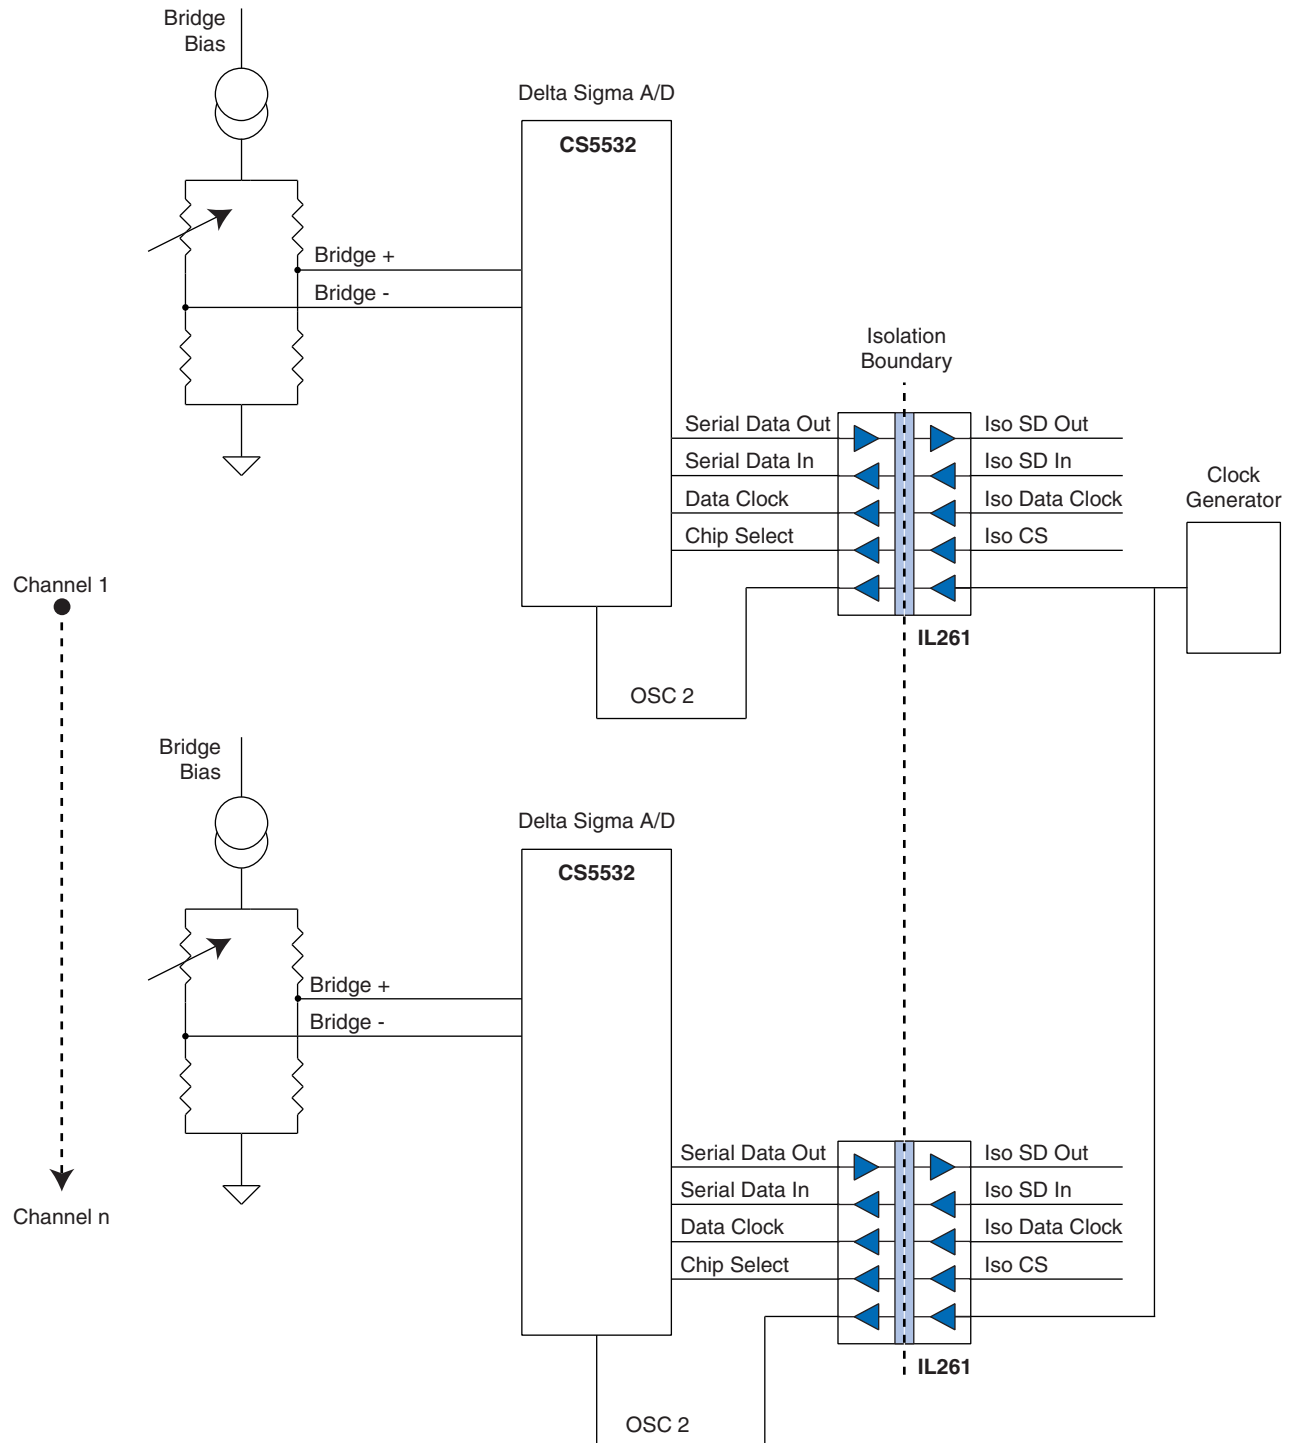 Bridge
Bias
Delta Sigma A/D
CS5532
Bridge +
Bridge -
Isolation
Boundary
Serial Data Out
Iso SD Out
Serial Data In
Iso SD In
Clock
Generator
Data Clock
Iso Data Clock
Chip Select
Iso CS
Channel 1
IL261
OSC 2
Bridge
Bias
Delta Sigma A/D
CS5532
Bridge +
Bridge -
Serial Data Out
Iso SD Out
Serial Data In
Iso SD In
Channel n
Data Clock
Iso Data Clock
Chip Select
Iso CS
IL261
OSC 2